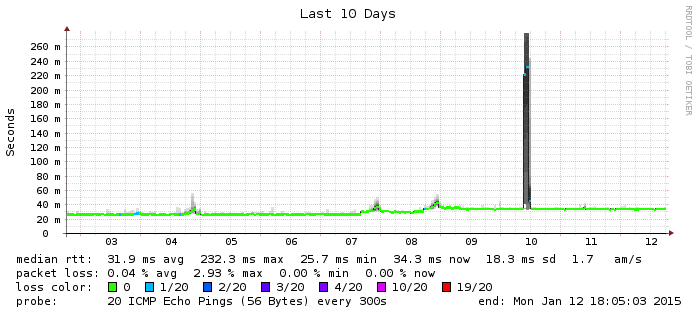 Last 10 Days
RRDTOOL / TOBI OETIKER
Seconds
260 m
240 m
220 m
200 m
180 m
160 m
140 m
120 m
100 m
80 m
60 m
40 m
20 m
0
03 04 05 06 07 08 09 10 11 12
median rtt: 31.9 ms avg 232.3 ms max 25.7 ms min 34.3 ms now 18.3 ms sd 1.7 am/s
packet loss: 0.04 % avg 2.93 % max 0.00 % min 0.00 % now
loss color: 0 1/20 2/20 3/20 4/20 10/20 19/20
probe: 20 ICMP Echo Pings (56 Bytes) every 300s end: Mon Jan 12 18:05:03 2015